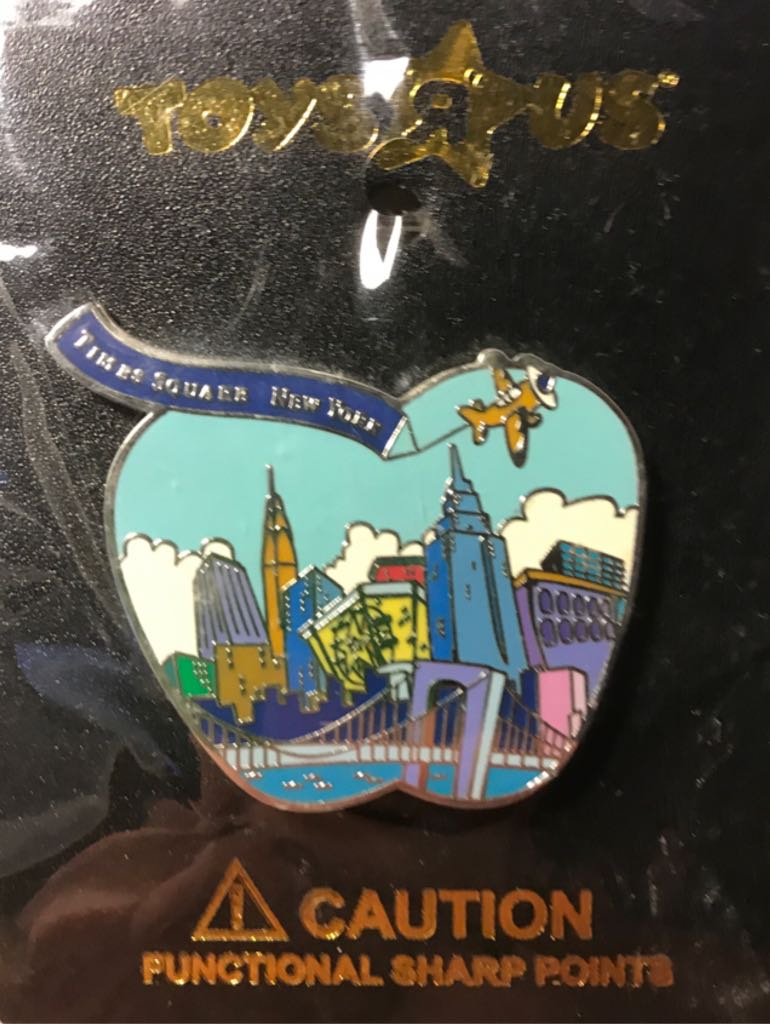 TOYS"R"US®
TIMES SQUARE NEW YORK
CAUTION
FUNCTIONAL SHARP POINTS